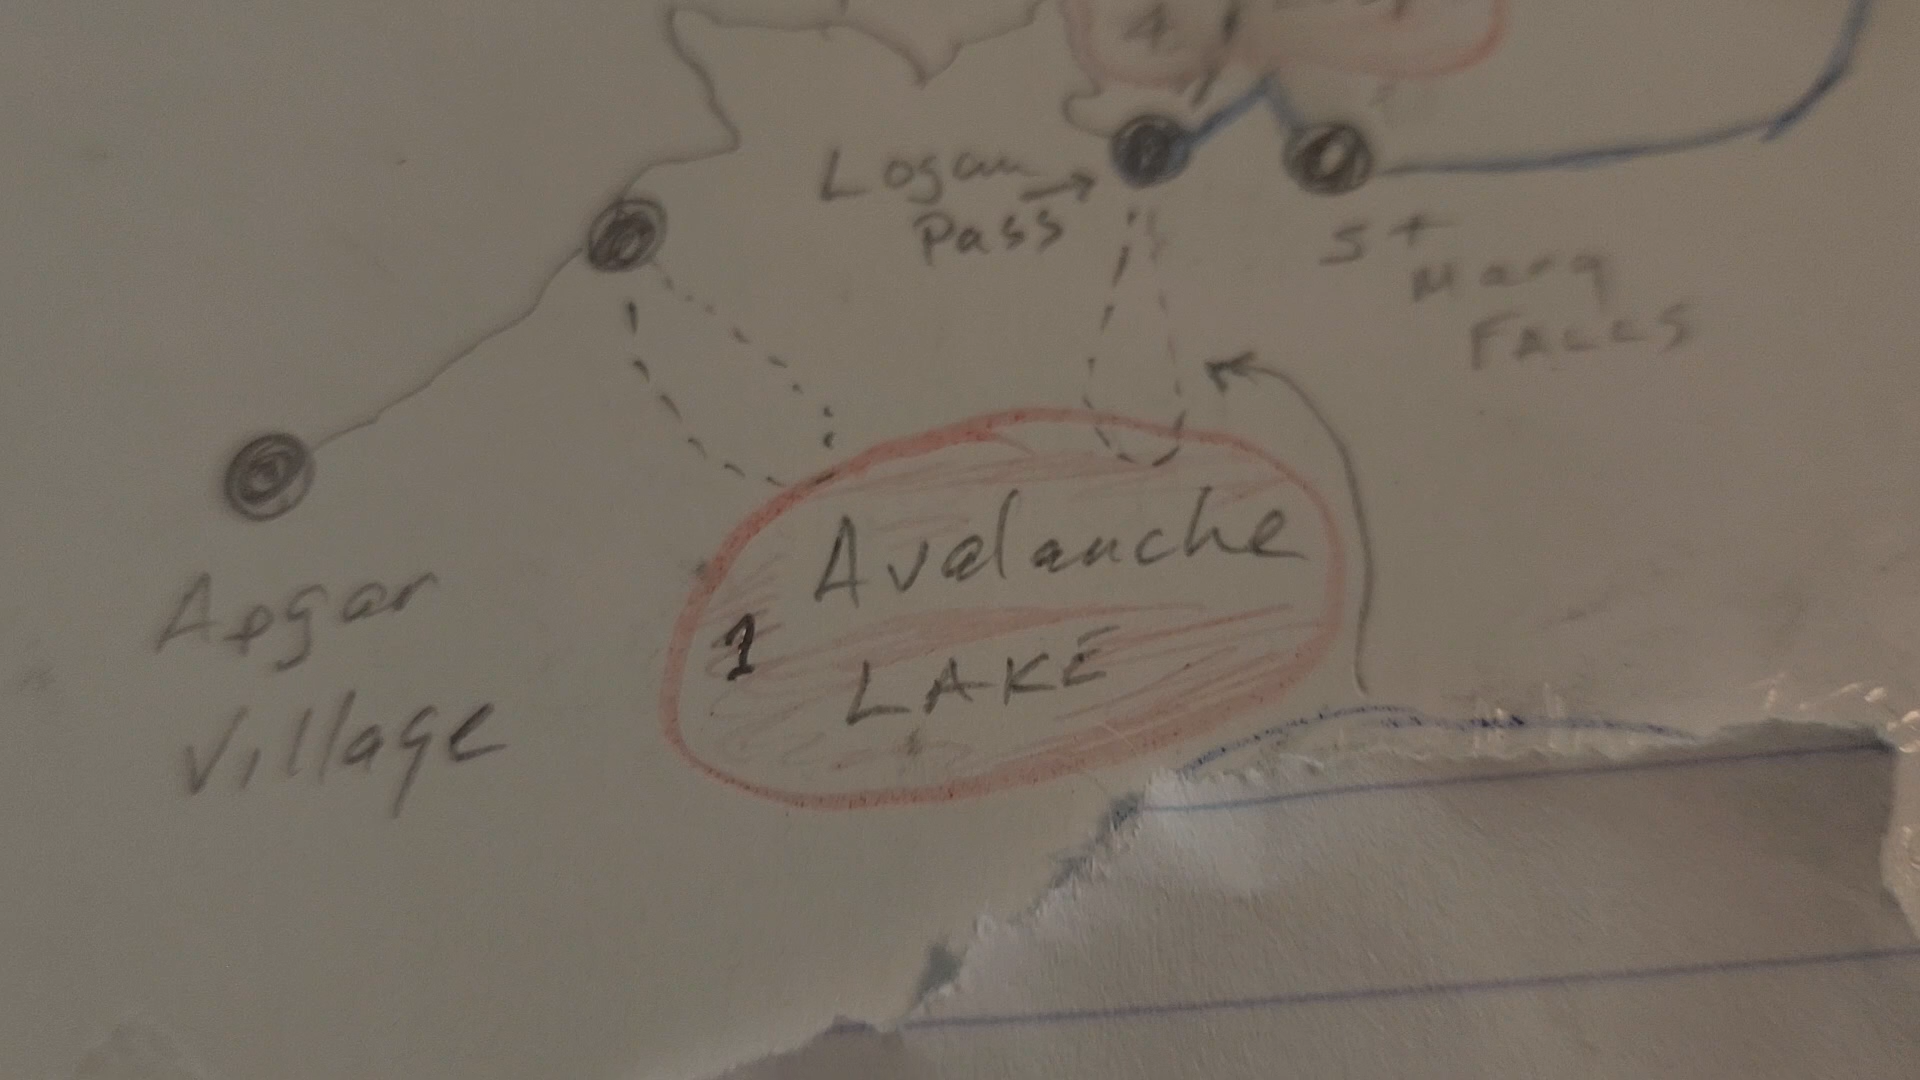 Logan
Pass
St
Mary
FALLS
Apgar
Village
1
Avalanche
LAKE